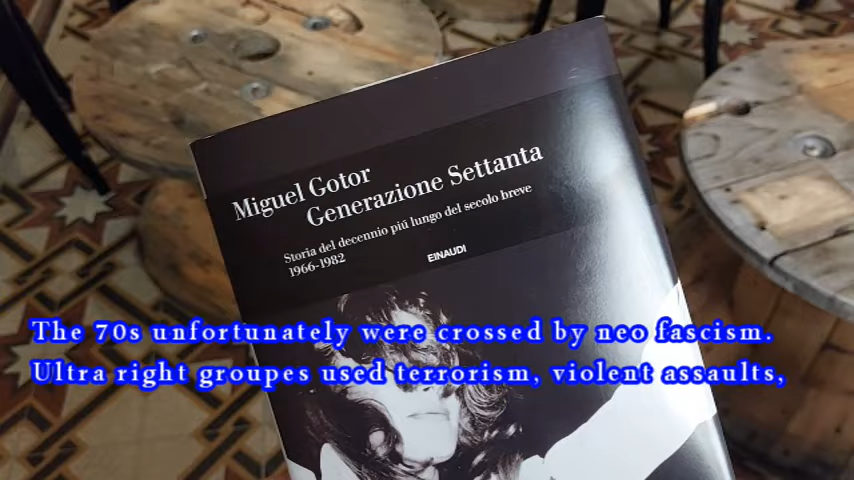 Miguel Gotor
Generazione Settanta
Storia del decennio piú lungo del secolo breve
1966-1982
EINAUDI
The 70s unfortunately were crossed by neo fascism.
Ultra right groupes used terrorism, violent assaults,